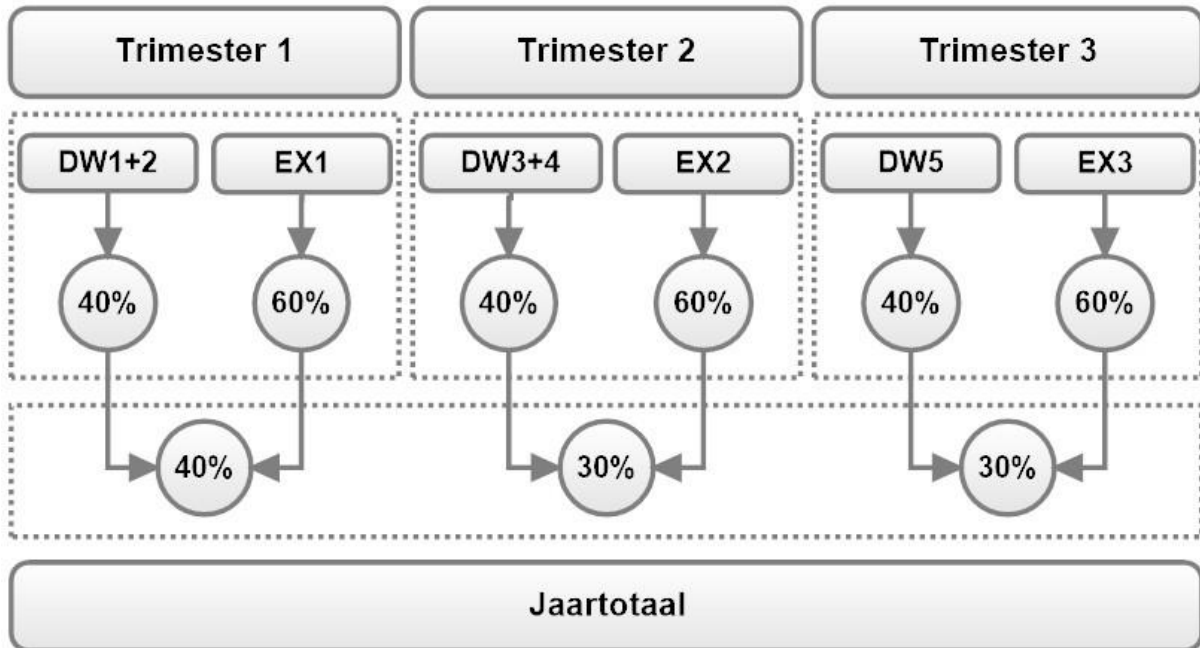 Trimester 1
Trimester 2
Trimester 3
DW1+2
EX1
DW3+4
EX2
DW5
EX3
40%
60%
40%
60%
40%
60%
40%
30%
30%
Jaartotaal